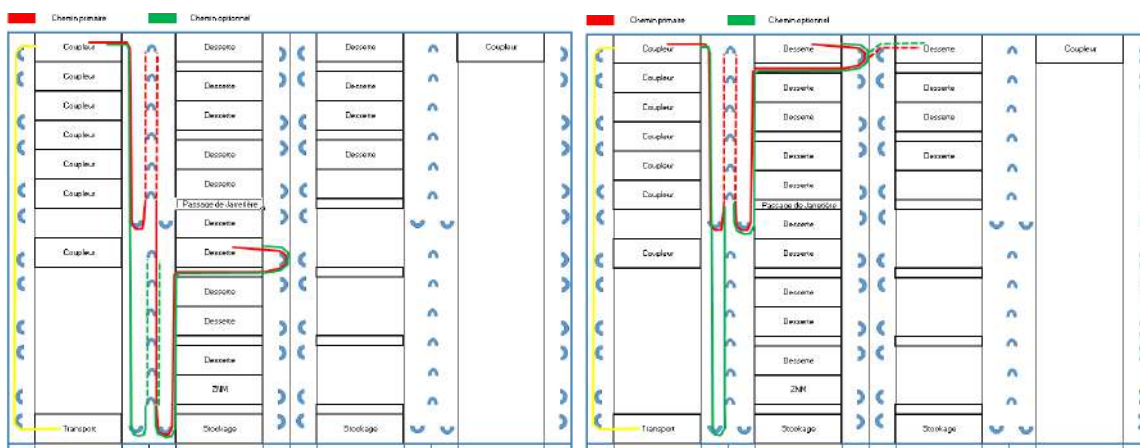 Chemin primaire Chemin optionnel
Coupleur Desserte Desserte Coupleur
Coupleur Desserte Desserte
Coupleur Desserte Desserte
Coupleur Desserte Desserte
Coupleur
Coupleur Desserte
Passage de Jarretière
Desserte
Coupleur Desserte
Desserte
Desserte
Desserte
ZNM
Transport Stockage
Chemin primaire Chemin optionnel
Coupleur Desserte Desserte Coupleur
Coupleur Desserte Desserte
Coupleur Desserte Desserte
Coupleur Desserte Desserte
Coupleur
Coupleur Desserte
Passage de Jarretière
Desserte
Coupleur Desserte
Desserte
Desserte
Desserte
ZNM
Transport Stockage